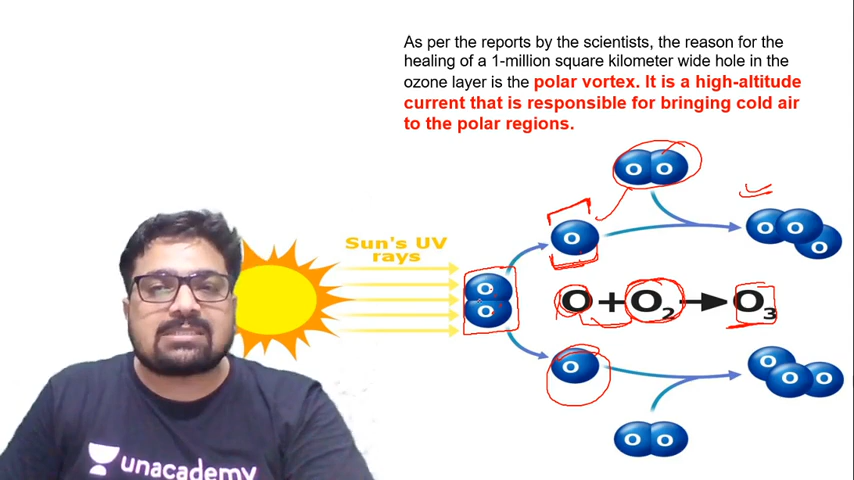 As per the reports by the scientists, the reason for the
healing of a 1-million square kilometer wide hole in the
ozone layer is the polar vortex. It is a high-altitude
current that is responsible for bringing cold air
to the polar regions.
O O
O
O O O
Sun's UV
rays
O
O
O + O2 → O3
O
O O O
O O
unacademy